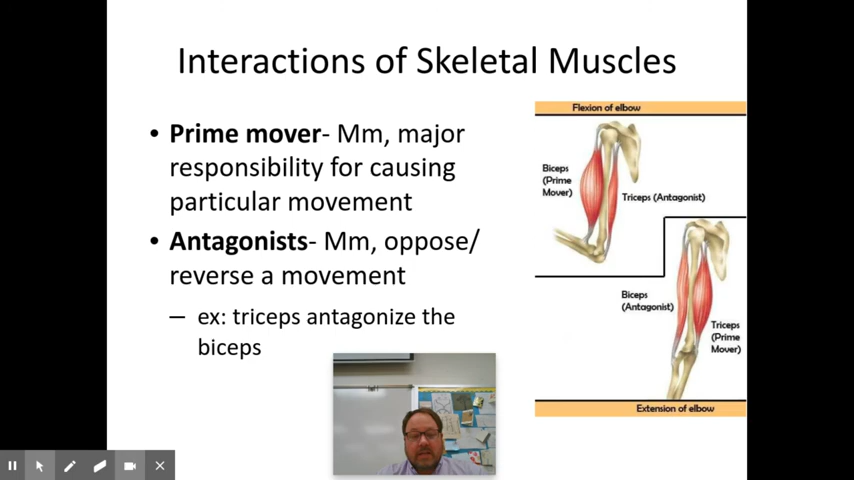 Interactions of Skeletal Muscles
• Prime mover- Mm, major
responsibility for causing
particular movement
• Antagonists- Mm, oppose/
reverse a movement
– ex: triceps antagonize the
biceps
Flexion of elbow
Biceps
(Prime
Mover)
Triceps (Antagonist)
Biceps
(Antagonist)
Triceps
(Prime
Mover)
Extension of elbow